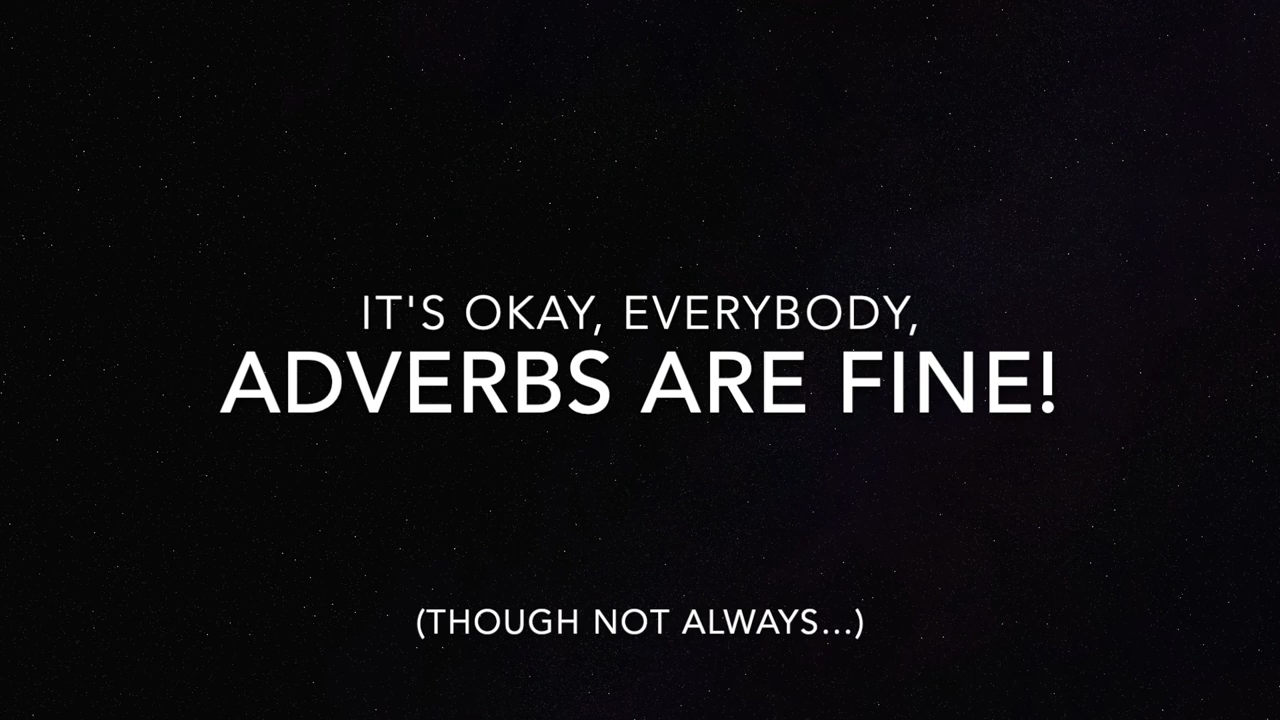 IT'S OKAY, EVERYBODY,
ADVERBS ARE FINE!
(THOUGH NOT ALWAYS...)